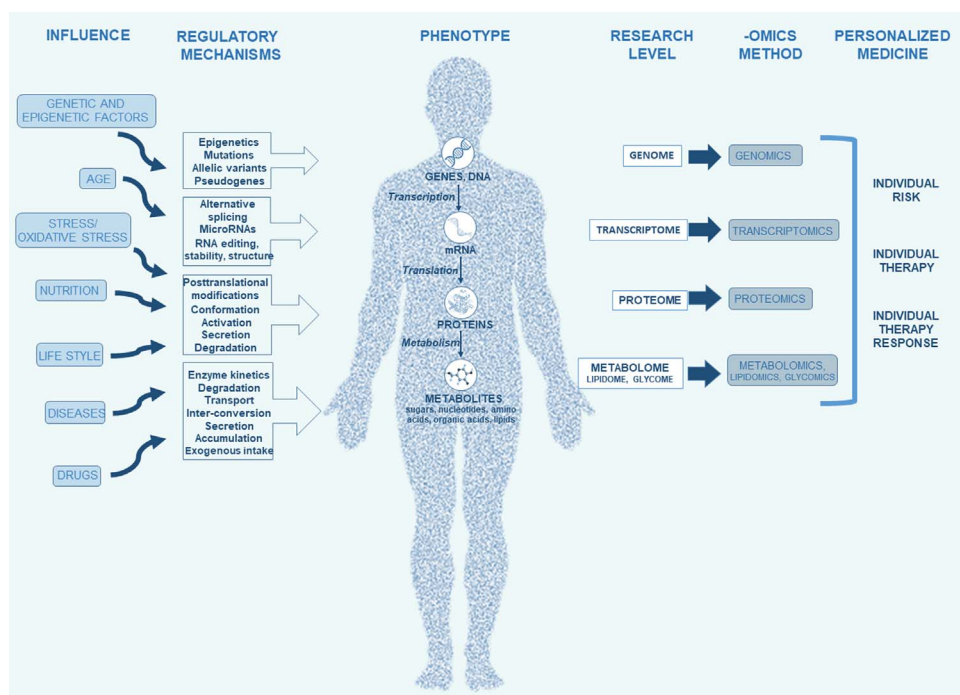 INFLUENCE
REGULATORY
MECHANISMS
PHENOTYPE
RESEARCH
LEVEL
-OMICS
METHOD
PERSONALIZED
MEDICINE
GENETIC AND
EPIGENETIC FACTORS
AGE
STRESS/
OXIDATIVE STRESS
NUTRITION
LIFE STYLE
DISEASES
DRUGS
Epigenetics
Mutations
Allelic variants
Pseudogenes
Alternative
splicing
MicroRNAs
RNA editing,
stability, structure
Posttranslational
modifications
Conformation
Activation
Secretion
Degradation
Enzyme kinetics
Degradation
Transport
Inter-conversion
Secretion
Accumulation
Exogenous intake
GENES, DNA
Transcription
mRNA
Translation
PROTEINS
Metabolism
METABOLITES
sugars, nucleotides, amino
acids, organic acids, lipids
GENOME
TRANSCRIPTOME
PROTEOME
METABOLOME
LIPIDOME, GLYCOME
GENOMICS
TRANSCRIPTOMICS
PROTEOMICS
METABOLOMICS,
LIPIDOMICS, GLYCOMICS
INDIVIDUAL
RISK
INDIVIDUAL
THERAPY
INDIVIDUAL
THERAPY
RESPONSE